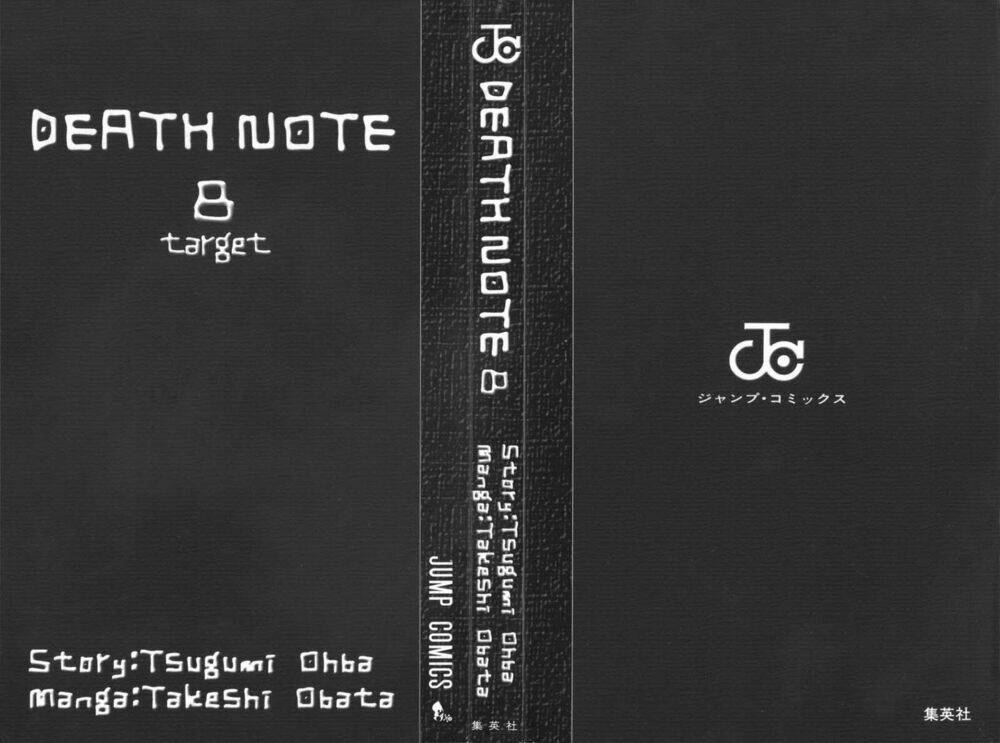 DEATH NOTE
8
target
Story:Tsugumi Ohba
Manga:Takeshi Obata
JC
DEATH NOTE 8
Story:Tsugumi Ohba
Manga:Takeshi Obata
JUMP COMICS
集英社
JC
ジャンプ・コミックス
集英社